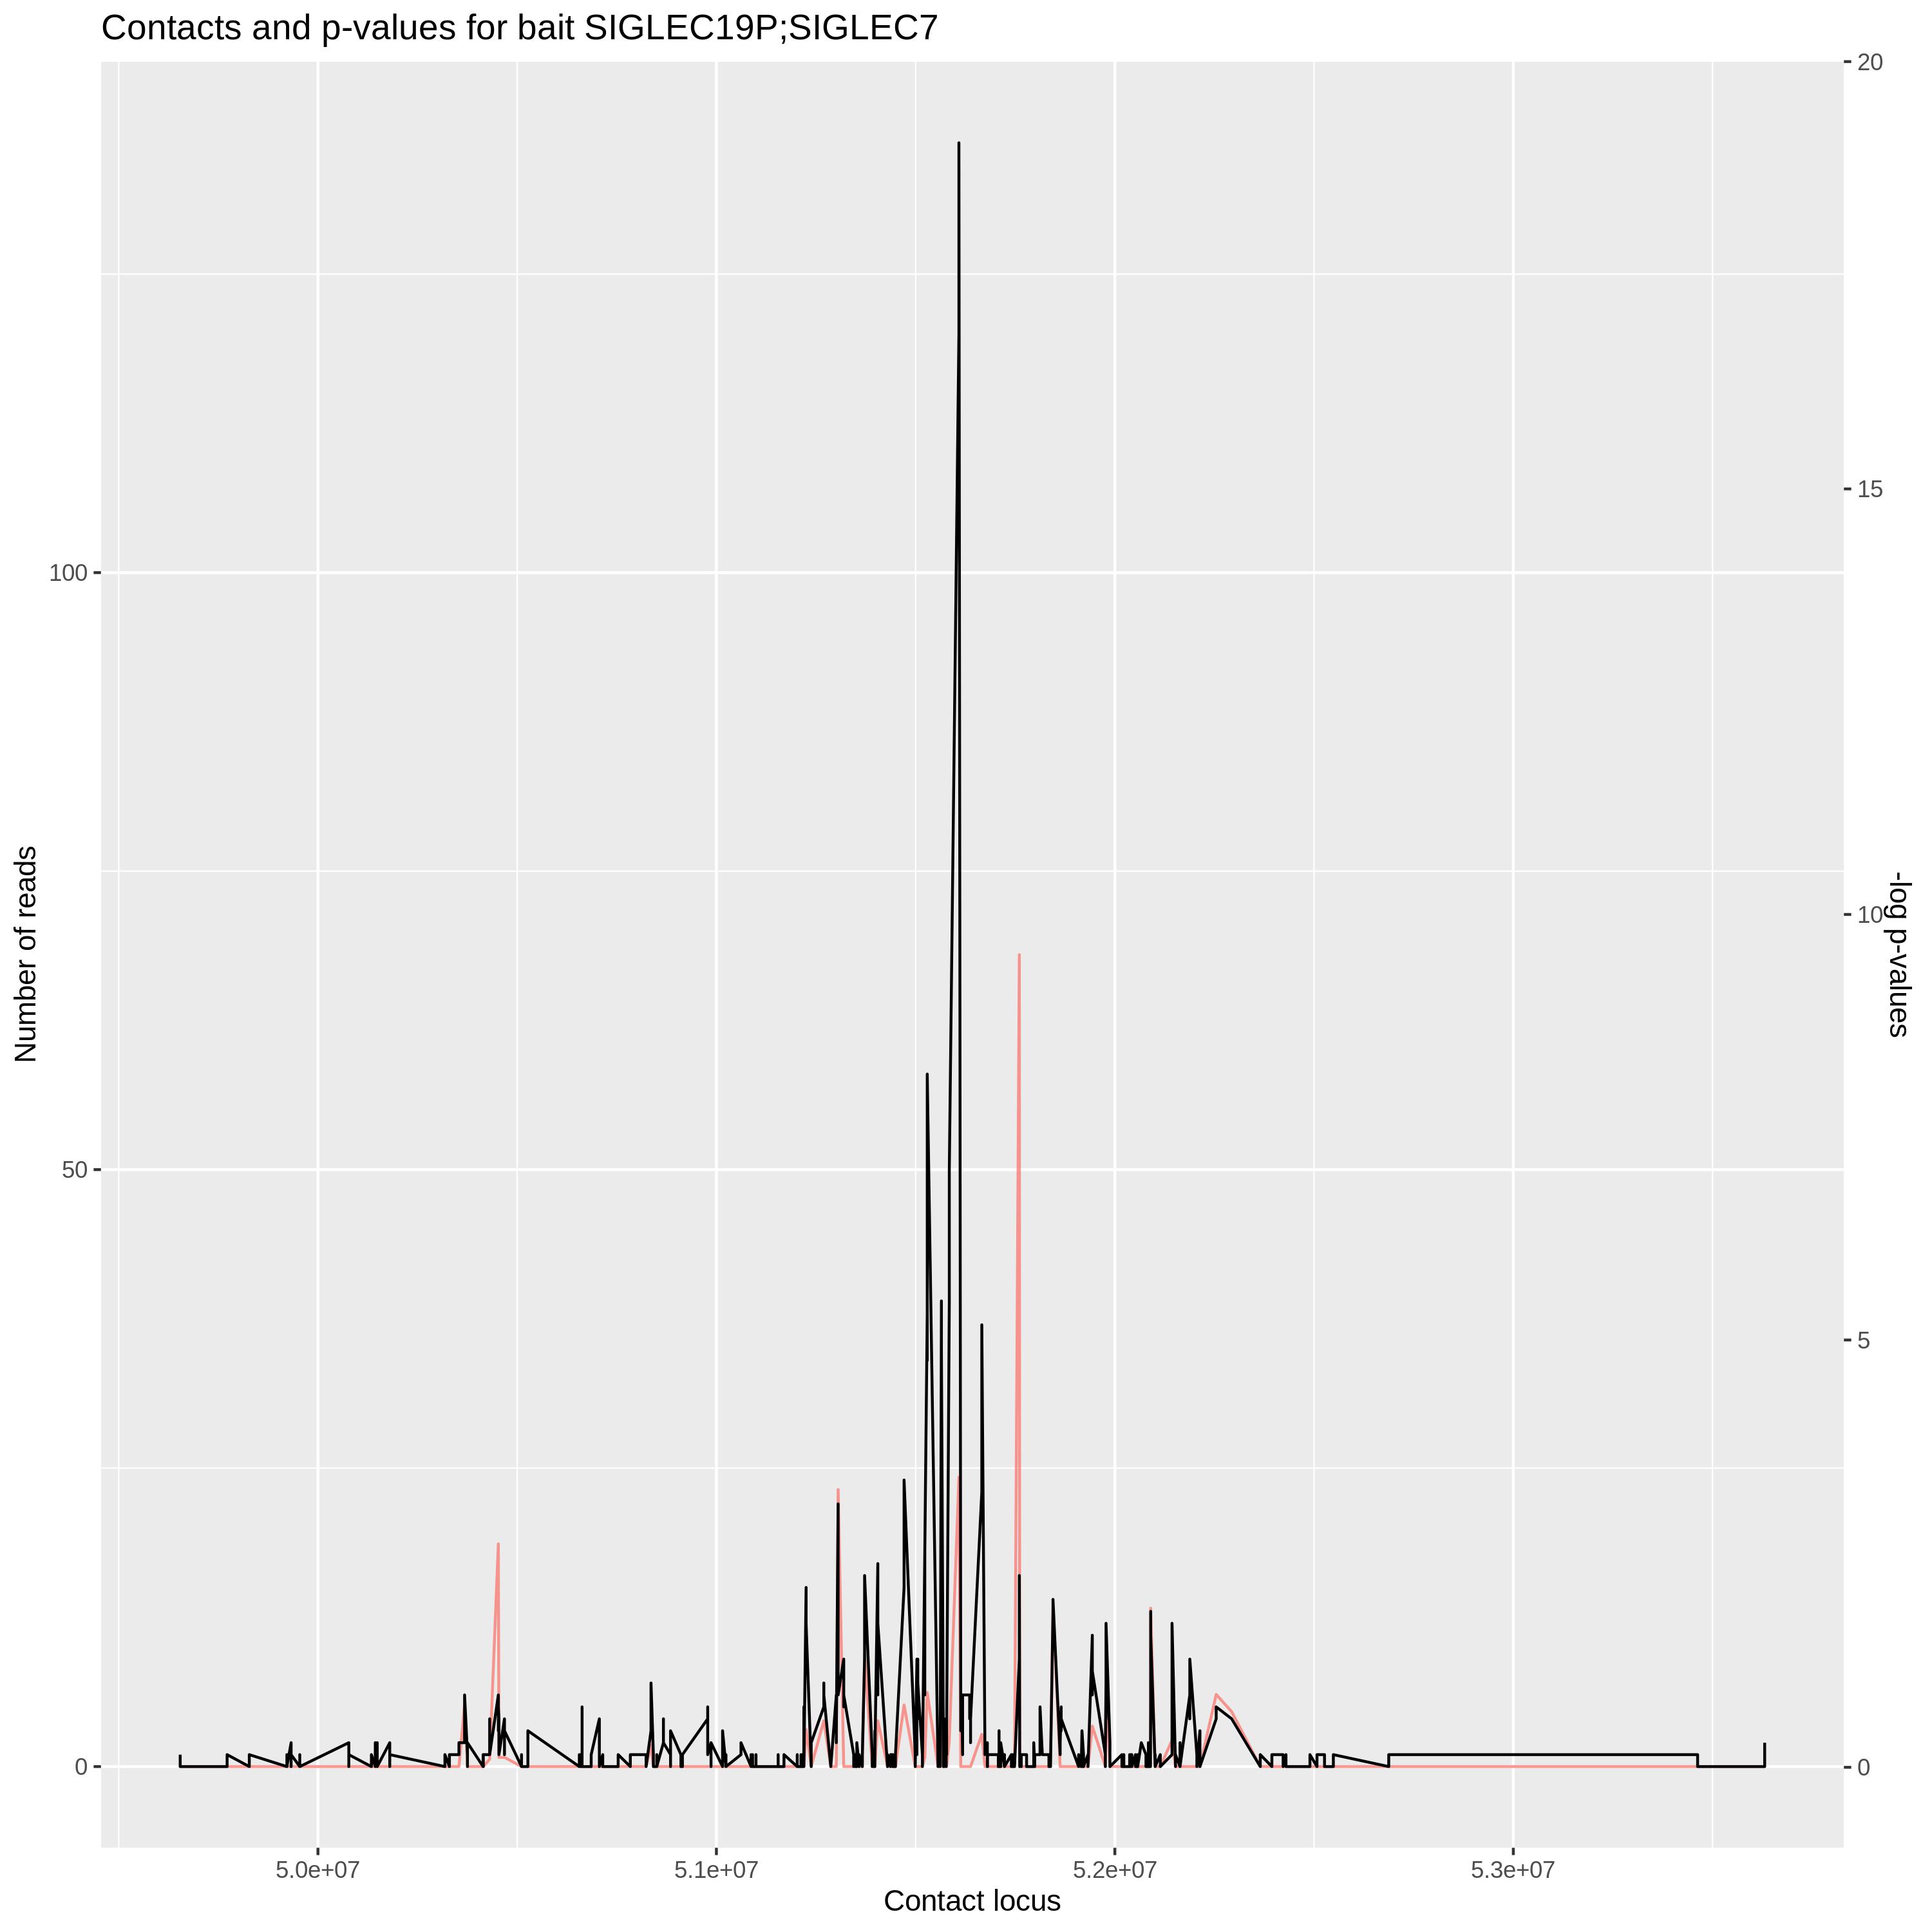 Contacts and p-values for bait SIGLEC19P;SIGLEC7
Number of reads
100
50
0
20
15
10
5
0
-log p-values
5.0e+07
5.1e+07
5.2e+07
5.3e+07
Contact locus